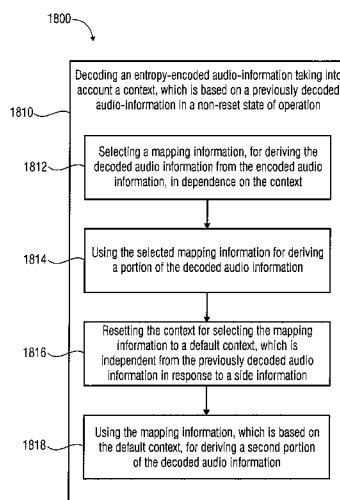 1800
Decoding an entropy-encoded audio-information taking into
account a context, which is based on a previously decoded
audio-information in a non-reset state of operation
1810
Selecting a mapping information, for deriving the
decoded audio information from the encoded audio
information, in dependence on the context
1812
Using the selected mapping information for deriving
a portion of the decoded audio information
1814
Resetting the context for selecting the mapping
information to a default context, which is
independent from the previously decoded audio
information in response to a side information
1816
Using the mapping information, which is based on
the default context, for deriving a second portion
of the decoded audio information
1818